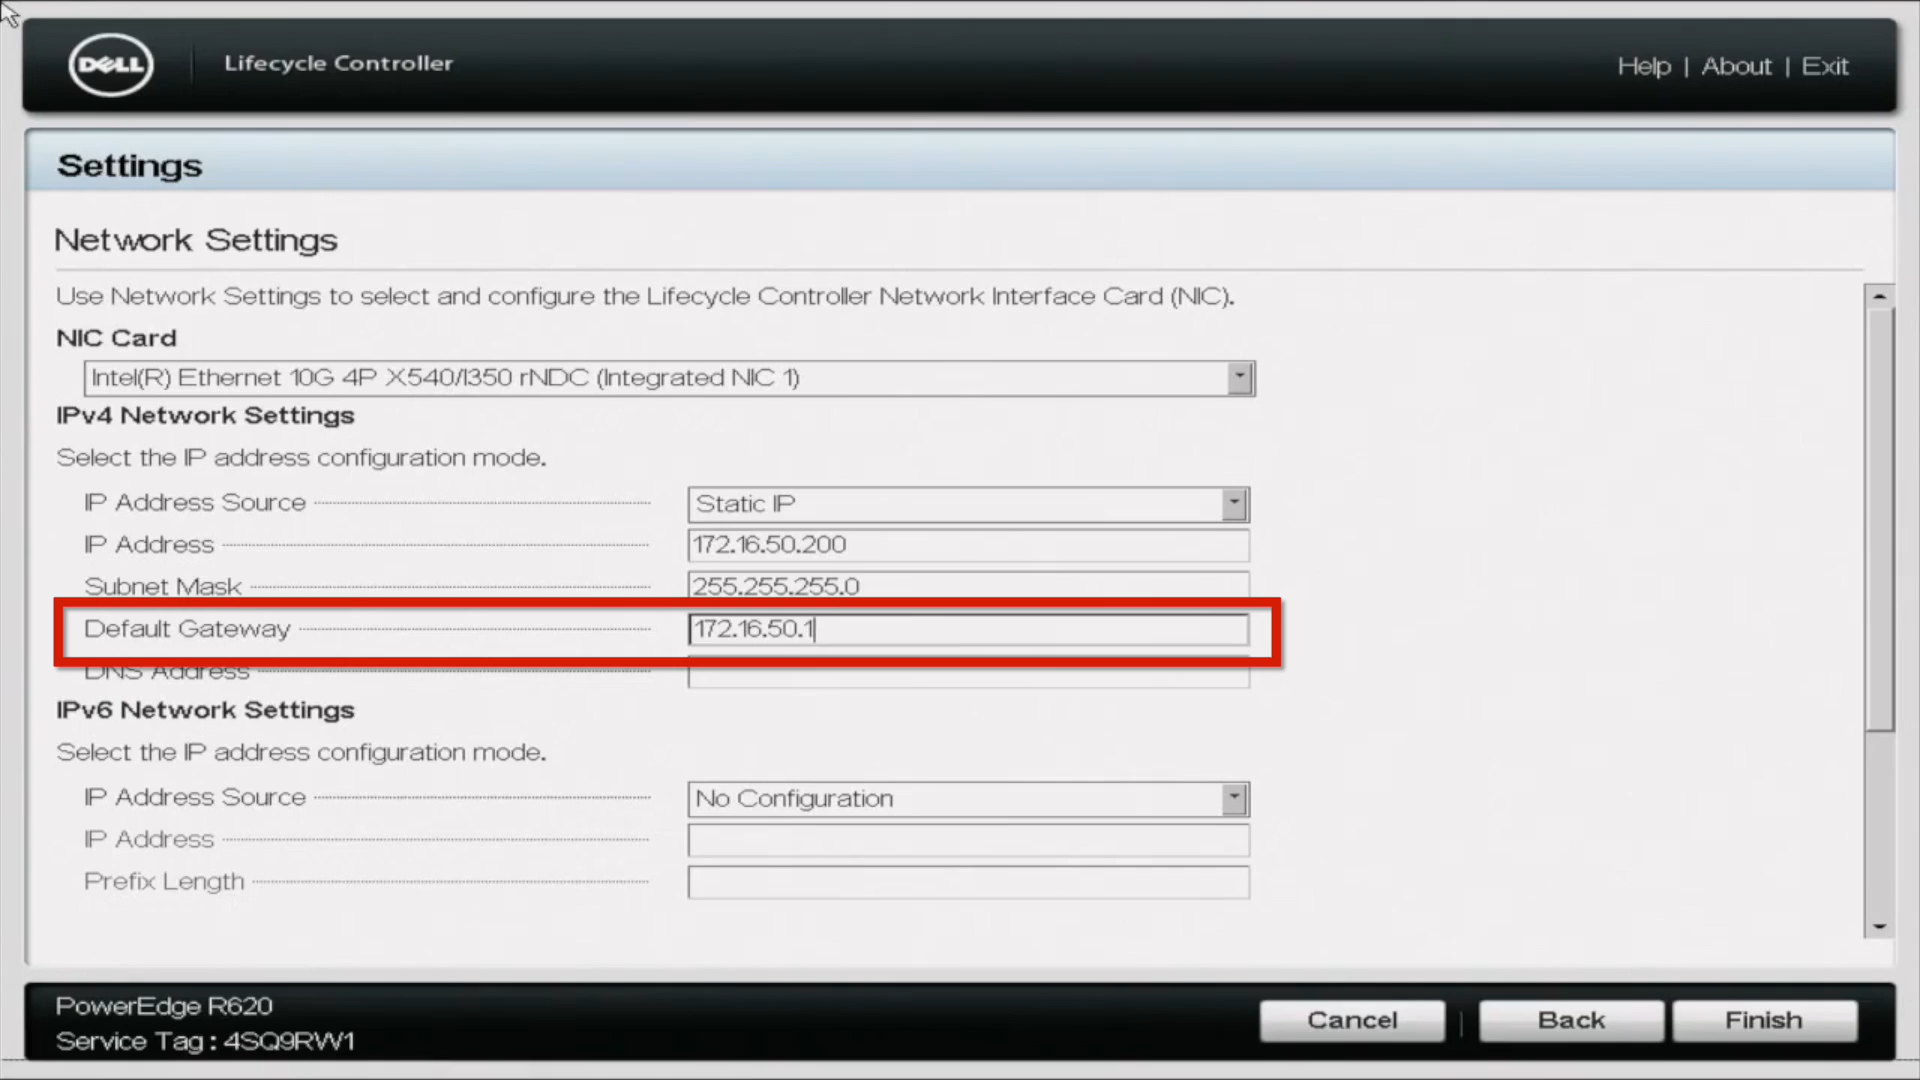 DELL
Lifecycle Controller
Help | About | Exit
Settings
Network Settings
Use Network Settings to select and configure the Lifecycle Controller Network Interface Card (NIC).
NIC Card
Intel(R) Ethernet 10G 4P X540/I350 rNDC (Integrated NIC 1)
IPv4 Network Settings
Select the IP address configuration mode.
IP Address Source Static IP
IP Address 172.16.50.200
Subnet Mask 255.255.255.0
Default Gateway 172.16.50.1
DNS Address
IPv6 Network Settings
Select the IP address configuration mode.
IP Address Source No Configuration
IP Address
Prefix Length
PowerEdge R620
Service Tag : 4SQ9RW1
Cancel | Back Finish